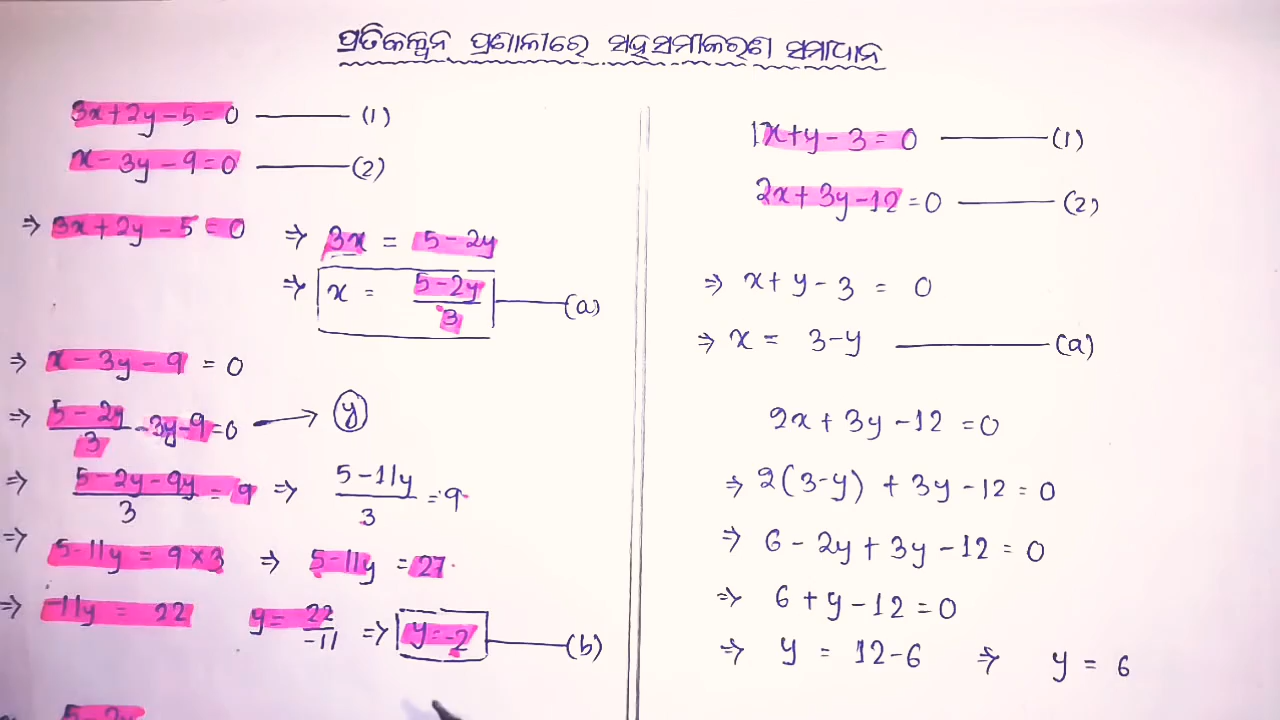 ପ୍ରତିକଳ୍ପନ ପ୍ରଣାଳୀରେ ସହସମୀକରଣ ସମାଧାନ
3x+2y-5=0 ——— (1)
x-3y-9=0 ——— (2)
⇒ 3x+2y-5=0 ⇒ 3x = 5-2y
⇒ x = (5-2y)/3 ——— (a)
⇒ x-3y-9 = 0
⇒ (5-2y)/3 -3y-9=0 → y
⇒ (5-2y-9y)/3 = 9 ⇒ (5-11y)/3 = 9
⇒ 5-11y = 9×3 ⇒ 5-11y = 27
⇒ -11y = 22 y = 22/-11 ⇒ y=-2 ——— (b)
5-2y
1x+y-3=0 ——— (1)
2x+3y-12=0 ——— (2)
⇒ x+y-3 = 0
⇒ x = 3-y ——— (a)
2x+3y-12=0
⇒ 2(3-y)+3y-12=0
⇒ 6-2y+3y-12=0
⇒ 6+y-12=0
⇒ y = 12-6 ⇒ y = 6